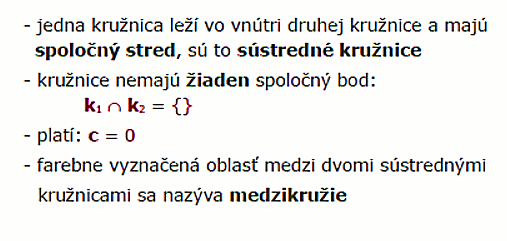 - jedna kružnica leží vo vnútri druhej kružnice a majú
spoločný stred, sú to sústredné kružnice
- kružnice nemajú žiaden spoločný bod:
k₁ ∩ k₂ = {}
- platí: c = 0
- farebne vyznačená oblasť medzi dvomi sústrednými
kružnicami sa nazýva medzikružie